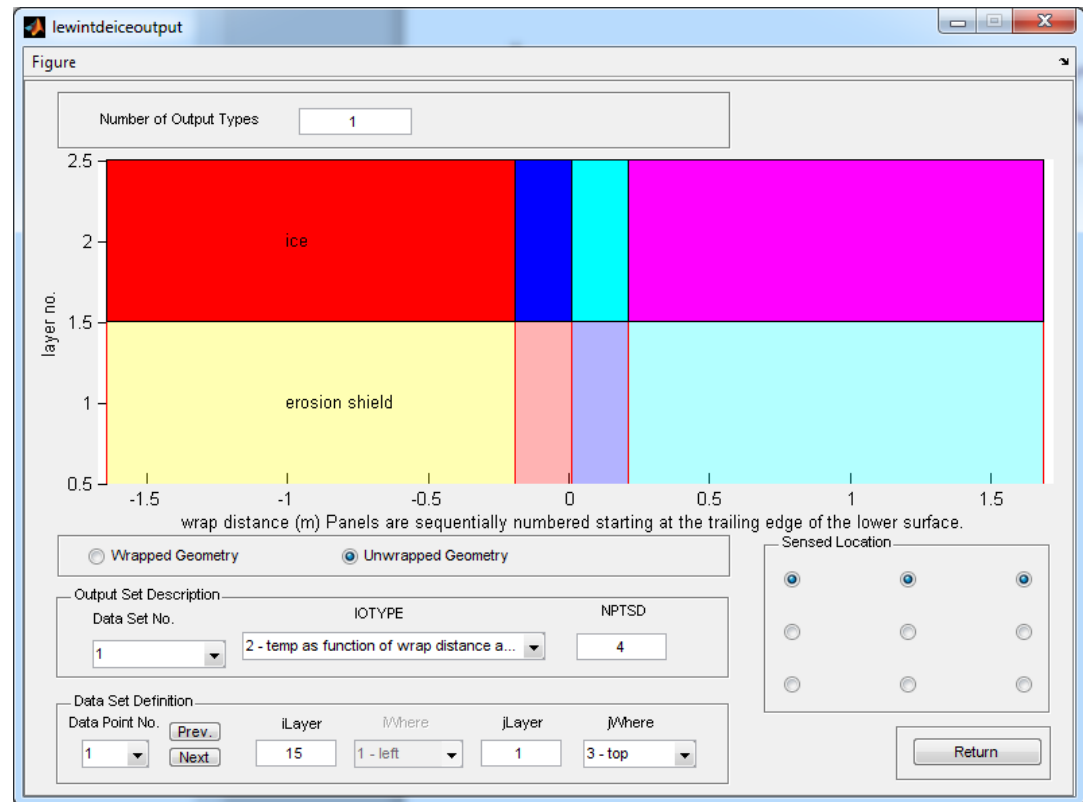 lewintdeiceoutput
Figure
Number of Output Types 1
2.5
2
1.5
1
0.5
layer no.
ice
erosion shield
-1.5 -1 -0.5 0 0.5 1 1.5
wrap distance (m) Panels are sequentially numbered starting at the trailing edge of the lower surface.
Wrapped Geometry Unwrapped Geometry
Sensed Location
Output Set Description
Data Set No. IOTYPE NPTSD
1 2 - temp as function of wrap distance a... 4
Data Set Definition
Data Point No. Prev. Next iLayer iWhere jLayer jWhere
1 15 1 - left 1 3 - top
Return